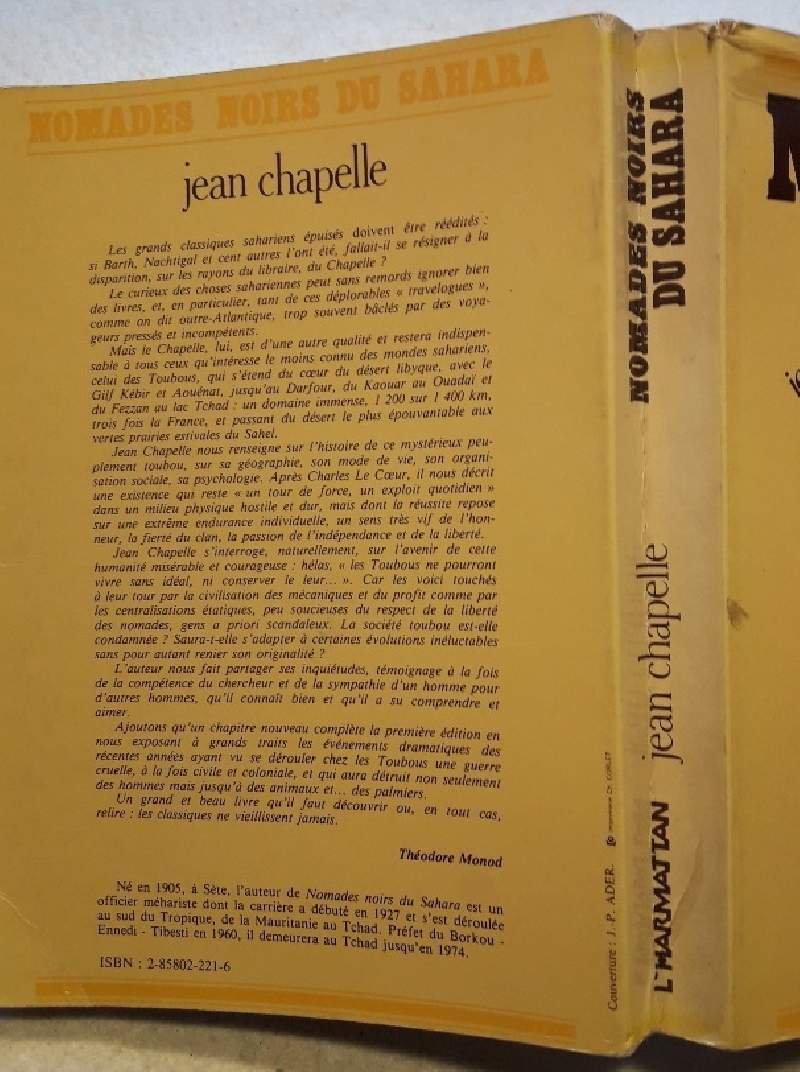 NOMADES NOIRS DU SAHARA
jean chapelle
Les grands classiques sahariens épuisés doivent être réédités :
si Barth, Nachtigal et cent autres l'ont été, fallait-il se résigner à la
disparition, sur les rayons du libraire, du Chapelle ?
Le curieux des choses sahariennes peut sans remords ignorer bien
des livres, et, en particulier, tant de ces déplorables « travelogues »,
comme on dit outre-Atlantique, trop souvent bâclés par des voya-
geurs pressés et incompétents.
Mais le Chapelle, lui, est d'une autre qualité et restera indispen-
sable à tous ceux qu'intéresse le moins connu des mondes sahariens,
celui des Toubous, qui s'étend du cœur du désert libyque, avec le
Gilf Kébir et Aouénat, jusqu'au Darfour, du Kaouar au Ouadaï et
du Fezzan au lac Tchad : un domaine immense, 1 200 sur 1 400 km,
trois fois la France, et passant du désert le plus épouvantable aux
vertes prairies estivales du Sahel.
Jean Chapelle nous renseigne sur l'histoire de ce mystérieux peu-
plement toubou, sur sa géographie, son mode de vie, son organi-
sation sociale, sa psychologie. Après Charles Le Cœur, il nous décrit
une existence qui reste « un tour de force, un exploit quotidien »
dans un milieu physique hostile et dur, mais dont la réussite repose
sur une extrême endurance individuelle, un sens très vif de l'hon-
neur, la fierté du clan, la passion de l'indépendance et de la liberté.
Jean Chapelle s'interroge, naturellement, sur l'avenir de cette
humanité misérable et courageuse : hélas, « les Toubous ne pourront
vivre sans idéal, ni conserver le leur... ». Car les voici touchés
à leur tour par la civilisation des mécaniques et du profit comme par
les centralisations étatiques, peu soucieuses du respect de la liberté
des nomades, gens a priori scandaleux. La société toubou est-elle
condamnée ? Saura-t-elle s'adapter à certaines évolutions inéluctables
sans pour autant renier son originalité ?
L'auteur nous fait partager ses inquiétudes, témoignage à la fois
de la compétence du chercheur et de la sympathie d'un homme pour
d'autres hommes, qu'il connaît bien et qu'il a su comprendre et
aimer.
Ajoutons qu'un chapitre nouveau complète la première édition en
nous exposant à grands traits les événements dramatiques des
récentes années ayant vu se dérouler chez les Toubous une guerre
cruelle, à la fois civile et coloniale, et qui aura détruit non seulement
des hommes mais jusqu'à des animaux et... des palmiers.
Un grand et beau livre qu'il faut découvrir ou, en tout cas,
relire : les classiques ne vieillissent jamais.
Théodore Monod
Né en 1905, à Sète, l'auteur de Nomades noirs du Sahara est un
officier méhariste dont la carrière a débuté en 1927 et s'est déroulée
au sud du Tropique, de la Mauritanie au Tchad. Préfet du Borkou -
Ennedi - Tibesti en 1960, il demeurera au Tchad jusqu'en 1974.
ISBN : 2-85802-221-6
Couverture : J. P. ADER.
NOMADES NOIRS
DU SAHARA
jean chapelle
L'HARMATTAN